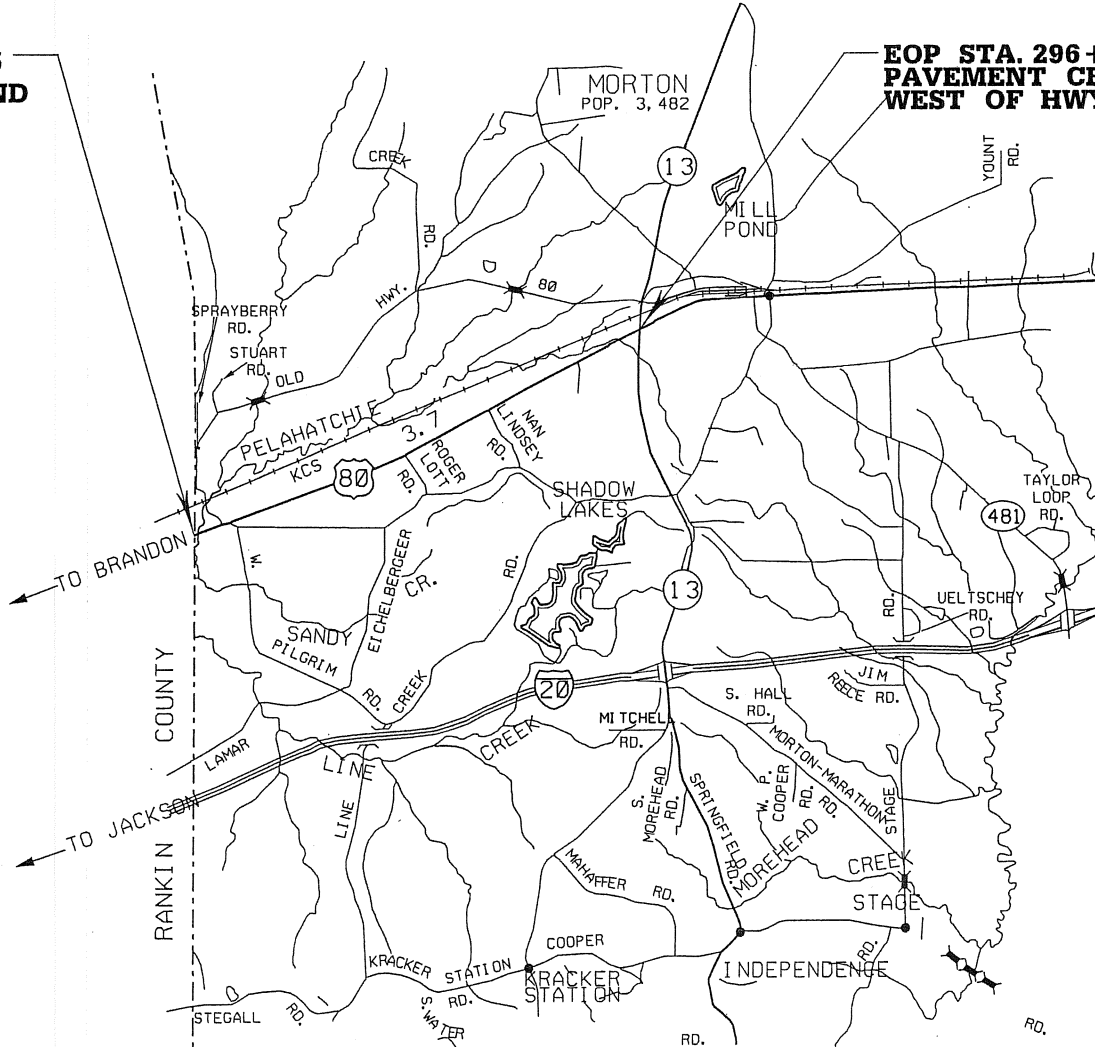 ND
EOP STA. 296+
PAVEMENT
WEST OF HWY
MORTON
POP. 3,482
13
MILL
POND
YOUNT
RD.
CREEK
RD.
HWY.
80
SPRAYBERRY
RD.
STUART
RD.
OLD
PELAHATCHIE
3.7
KCS
80
ROGER
LOTT
RD.
NAN
LINDSEY
RD.
SHADOW
LAKES
TAYLOR
LOOP
RD.
481
TO BRANDON
W.
EICHELBERGEER
CR.
RD.
13
RD.
UELTSCHEY
RD.
SANDY
PILGRIM
RD.
CREEK
20
JIM
REECE RD.
S. HALL
RD.
MITCHELL
RD.
RANKIN COUNTY
LAMAR
LINE
CREEK
MORTON-MARATHON
RD.
TO JACKSON
LINE
S.
MOREHEAD
RD.
SPRINGFIELD
RD.
W. P.
COOPER
RD.
STAGE
MOREHEAD
CREEK
MAHAFFER RD.
STAGE
COOPER
KRACKER STATION
RD.
KRACKER
STATION
INDEPENDENCE
RD.
STEGALL
RD.
S. WATER
RD.
RD.